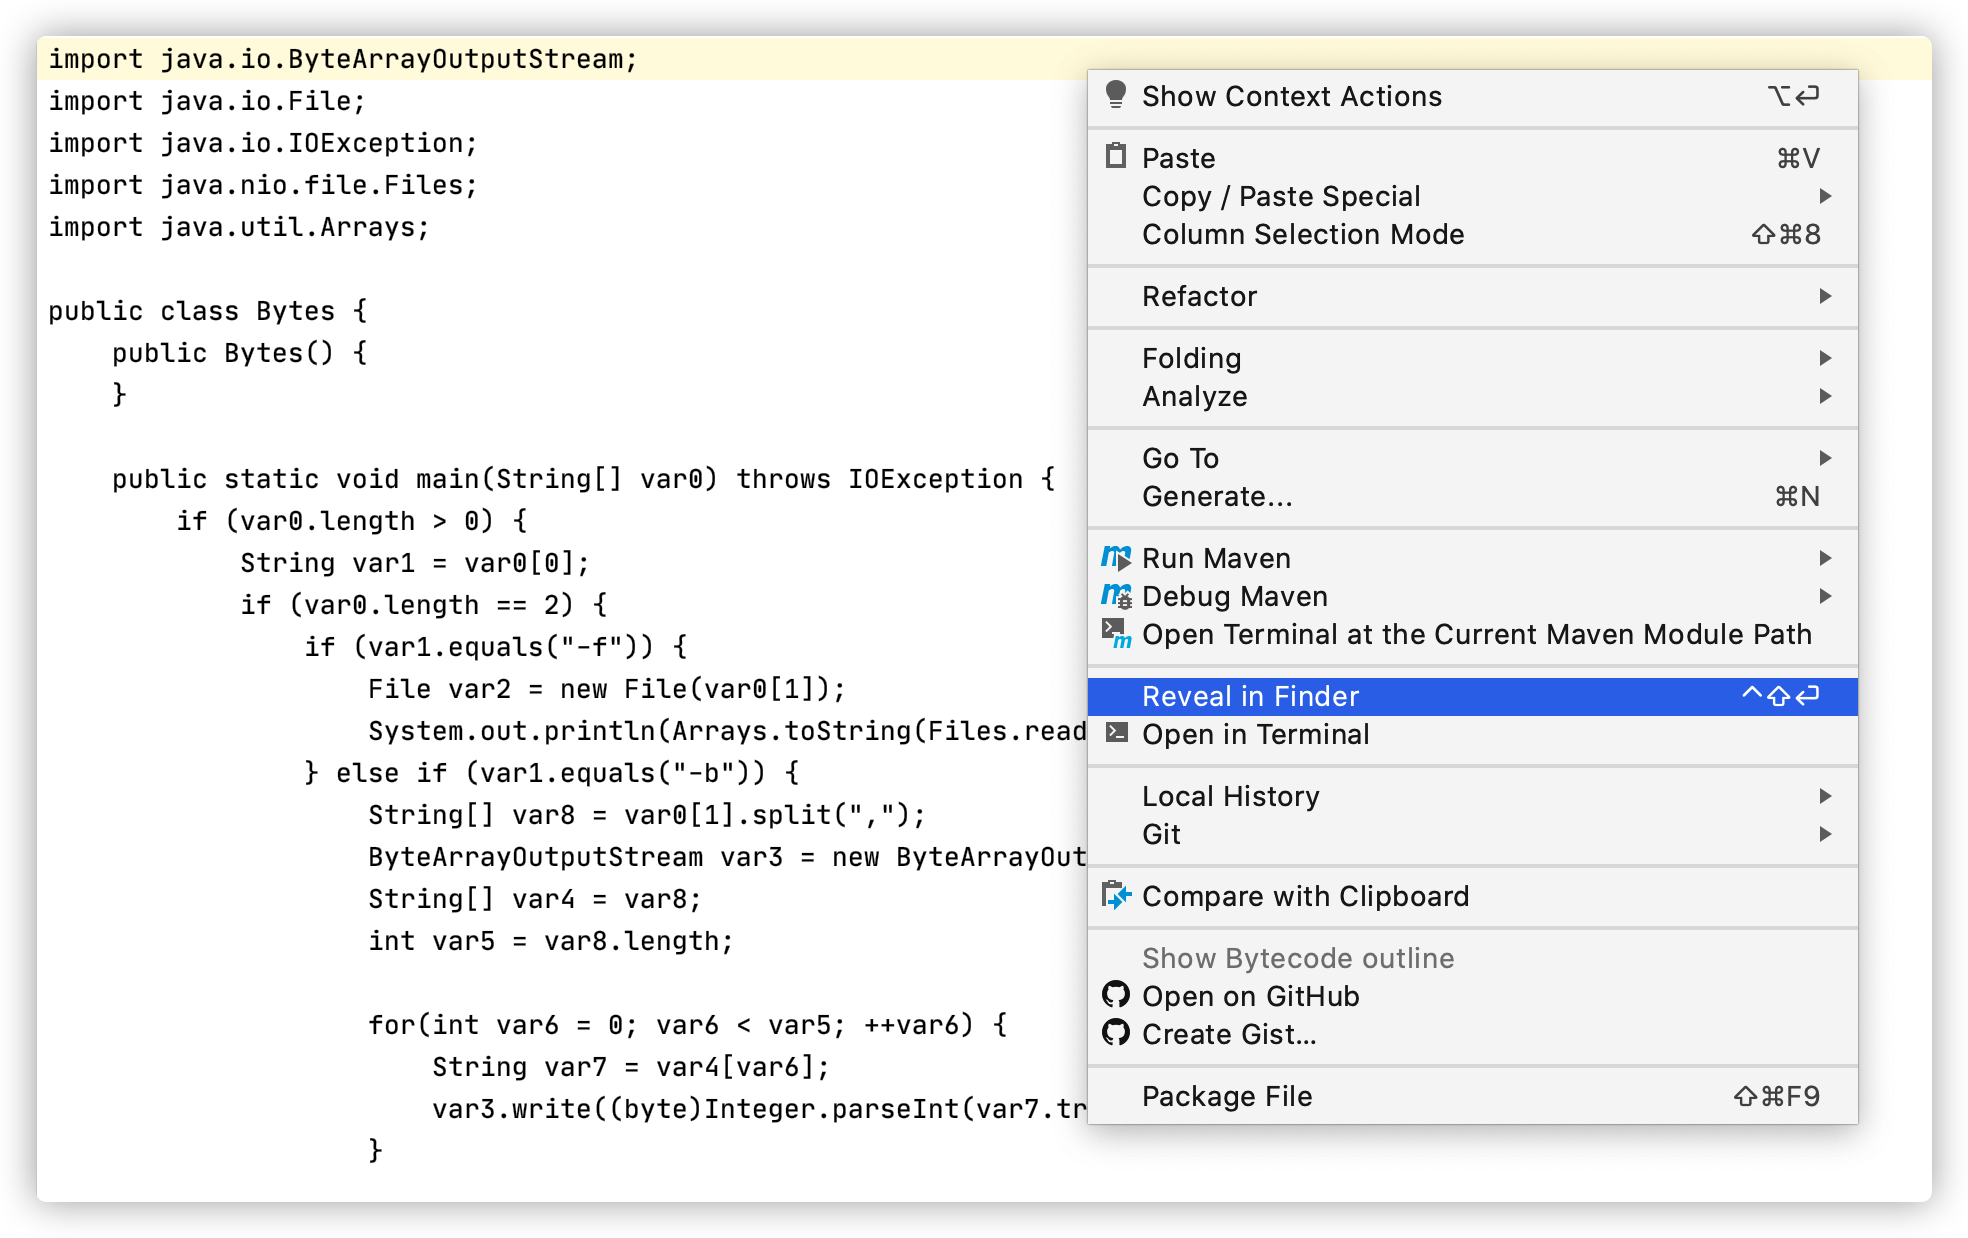 import java.io.ByteArrayOutputStream;
import java.io.File;
import java.io.IOException;
import java.nio.file.Files;
import java.util.Arrays;
public class Bytes {
public Bytes() {
}
public static void main(String[] var0) throws IOException {
if (var0.length > 0) {
String var1 = var0[0];
if (var0.length == 2) {
if (var1.equals("-f")) {
File var2 = new File(var0[1]);
System.out.println(Arrays.toString(Files.read
} else if (var1.equals("-b")) {
String[] var8 = var0[1].split(",");
ByteArrayOutputStream var3 = new ByteArrayOut
String[] var4 = var8;
int var5 = var8.length;
for(int var6 = 0; var6 < var5; ++var6) {
String var7 = var4[var6];
var3.write((byte)Integer.parseInt(var7.tr
}
Show Context Actions ⌥⏎
Paste ⌘V
Copy / Paste Special
Column Selection Mode ⇧⌘8
Refactor
Folding
Analyze
Go To
Generate... ⌘N
Run Maven
Debug Maven
Open Terminal at the Current Maven Module Path
Reveal in Finder ^⇧⏎
Open in Terminal
Local History
Git
Compare with Clipboard
Show Bytecode outline
Open on GitHub
Create Gist...
Package File ⇧⌘F9